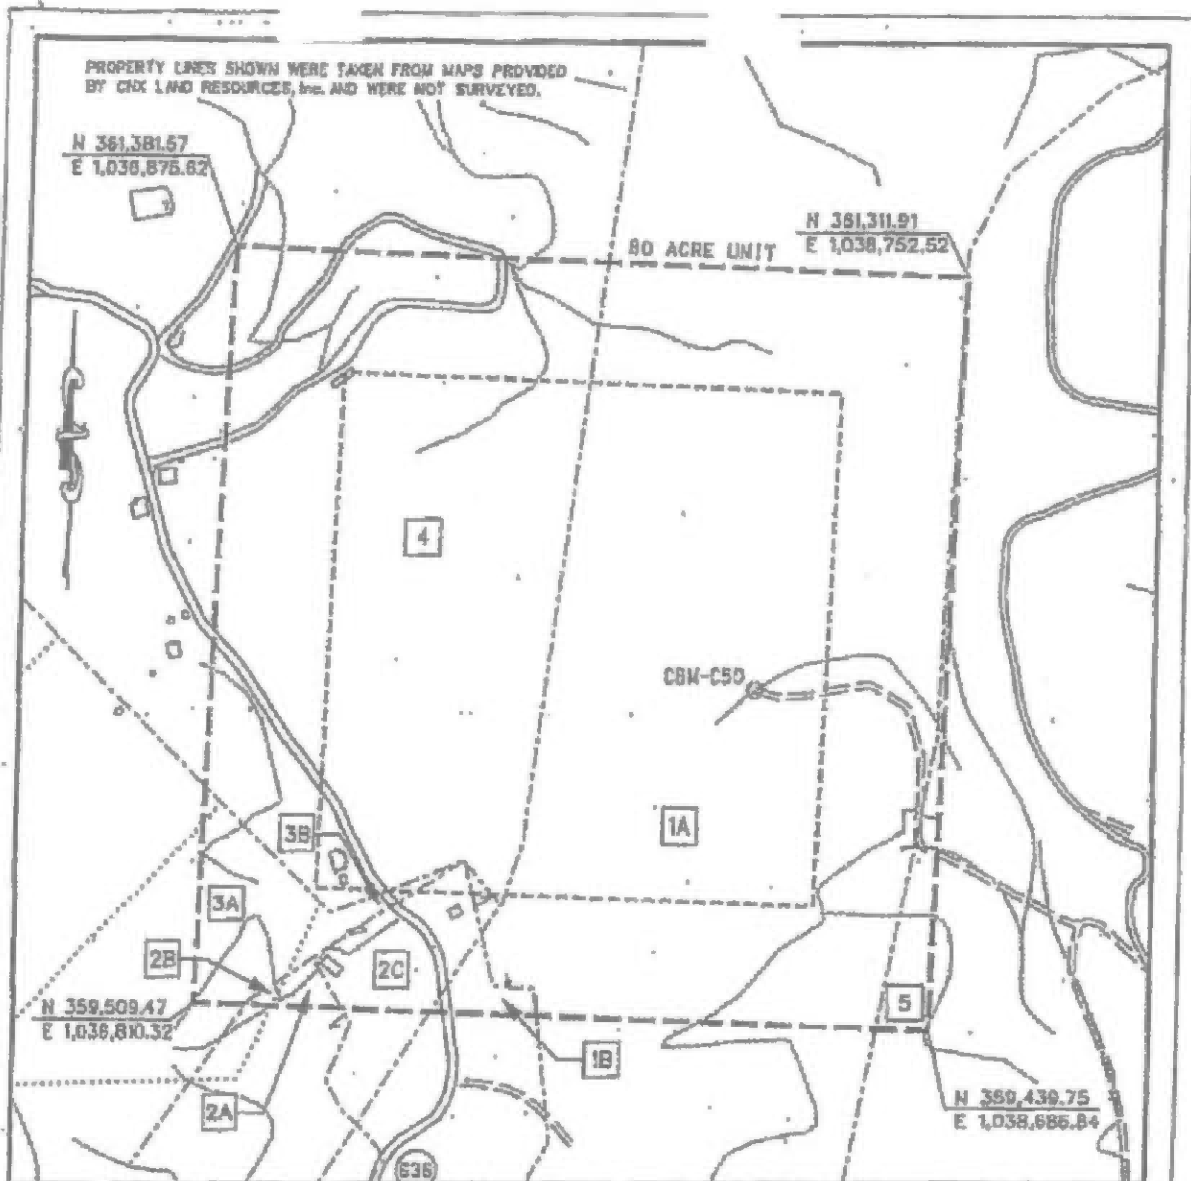 PROPERTY LINES SHOWN WERE TAKEN FROM MAPS PROVIDED
BY CNX LAND RESOURCES, Inc. AND WERE NOT SURVEYED.
N 361,381.57
E 1,036,876.62
N 361,311.91
E 1,038,752.52
80 ACRE UNIT
4
CBM-C50
1A
3B
3A
2B
2C
5
N 359,509.47
E 1,036,810.32
1B
2A
N 359,439.75
E 1,038,686.84
636